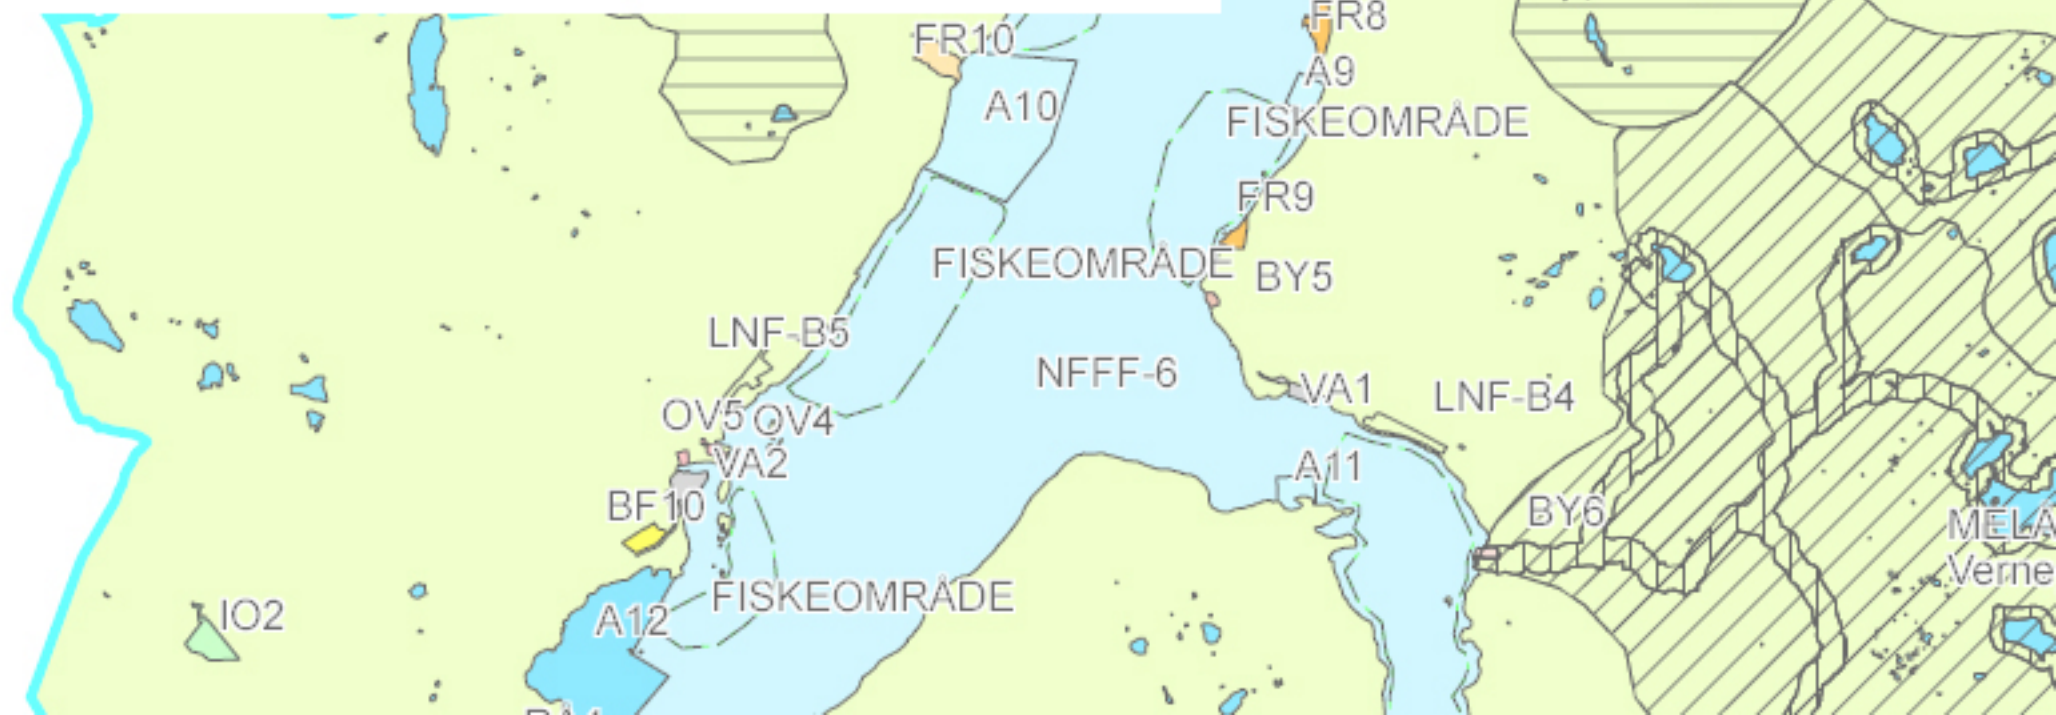 FR8
FR10
A9
A10
FISKEOMRÅDE
FR9
FISKEOMRÅDE
BY5
LNF-B5
NFFF-6
VA1
LNF-B4
OV5
OV4
VA2
A11
BF10
BY6
MELA
Verne
FISKEOMRÅDE
IO2
A12